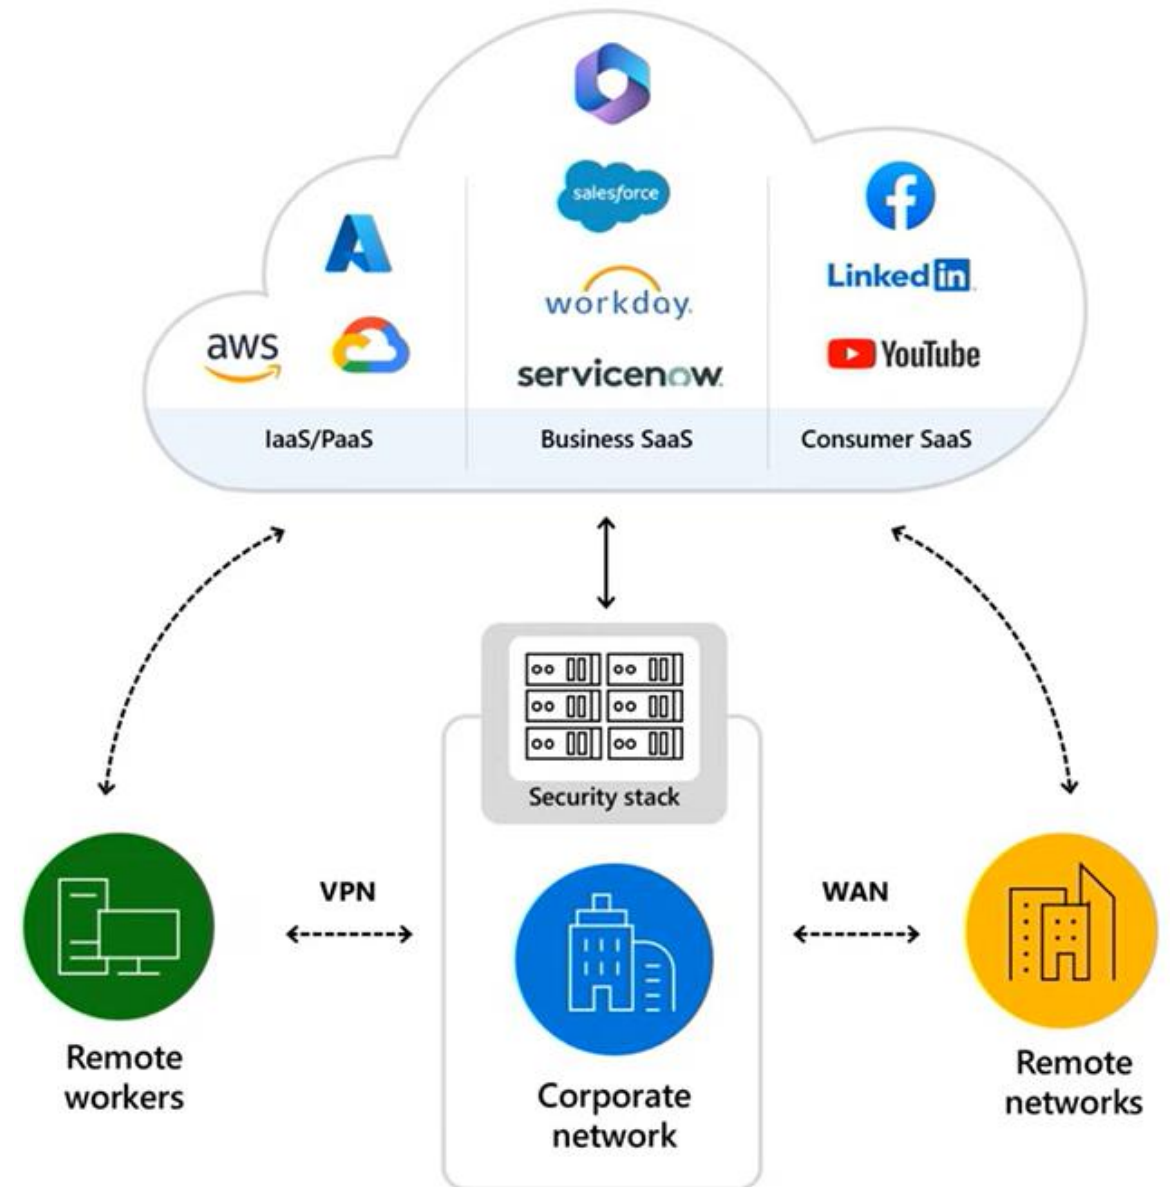 salesforce
workday.
servicenow.
aws
LinkedIn
YouTube
IaaS/PaaS
Business SaaS
Consumer SaaS
Security stack
VPN
WAN
Remote
workers
Corporate
network
Remote
networks